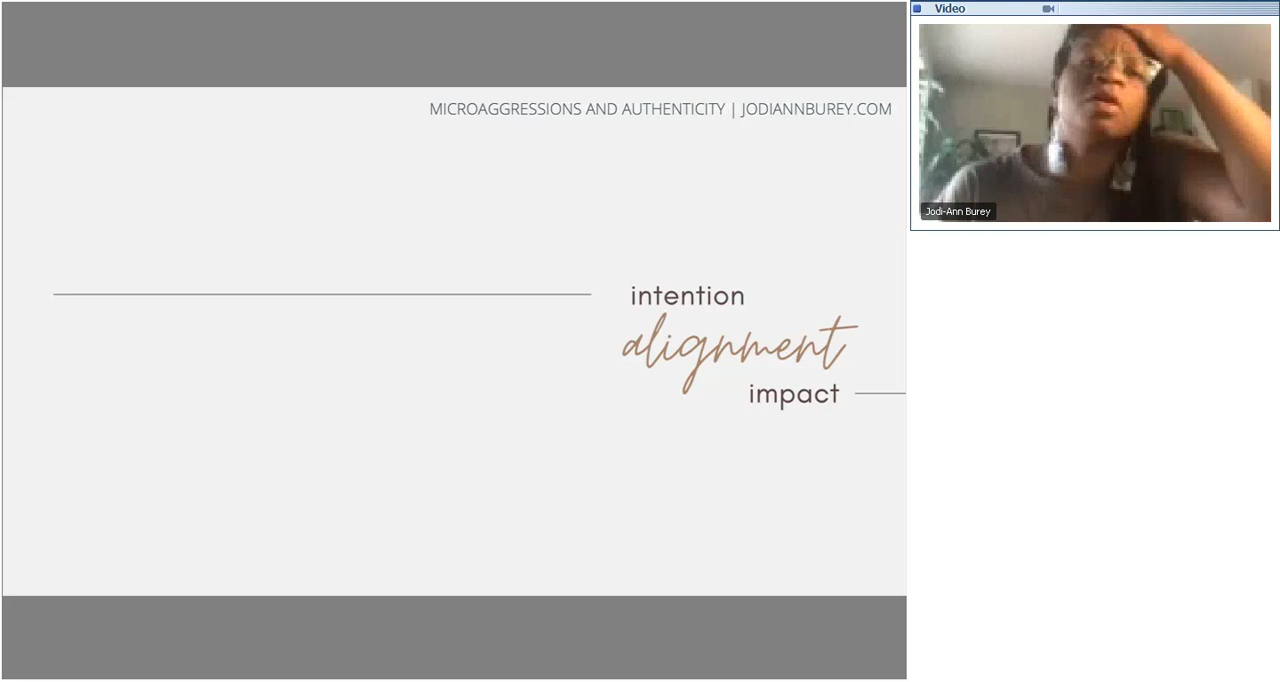 Video
MICROAGGRESSIONS AND AUTHENTICITY | JODIANNBUREY.COM
Jodi-Ann Burey
intention
alignment
impact